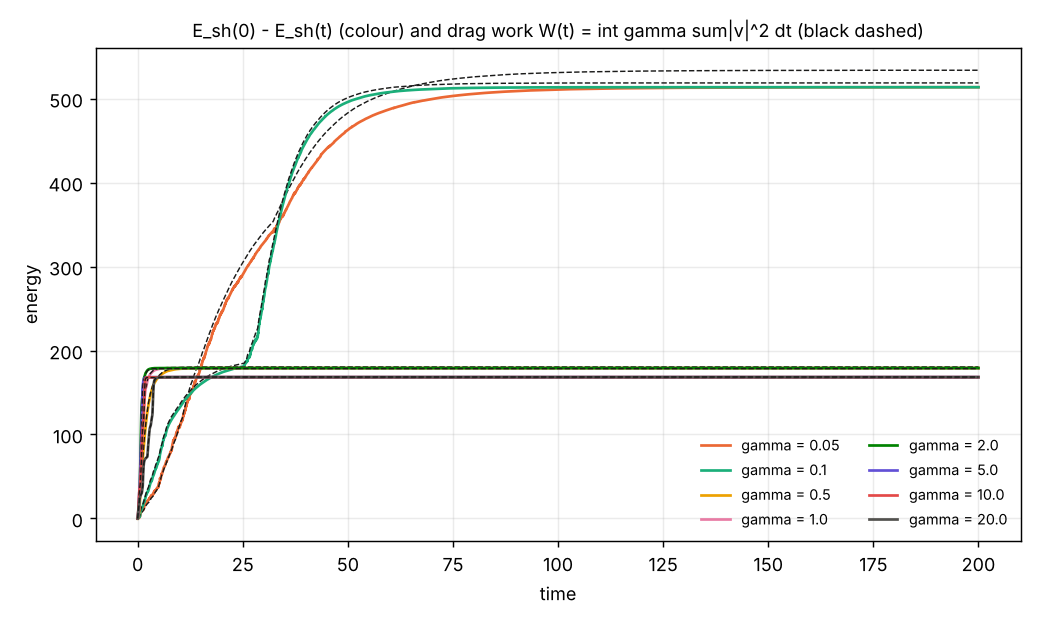 E_sh(0) - E_sh(t) (colour) and drag work W(t) = int gamma sum|v|^2 dt (black dashed)
energy
500
400
300
200
100
0
gamma = 0.05
gamma = 0.1
gamma = 0.5
gamma = 1.0
gamma = 2.0
gamma = 5.0
gamma = 10.0
gamma = 20.0
0 25 50 75 100 125 150 175 200
time